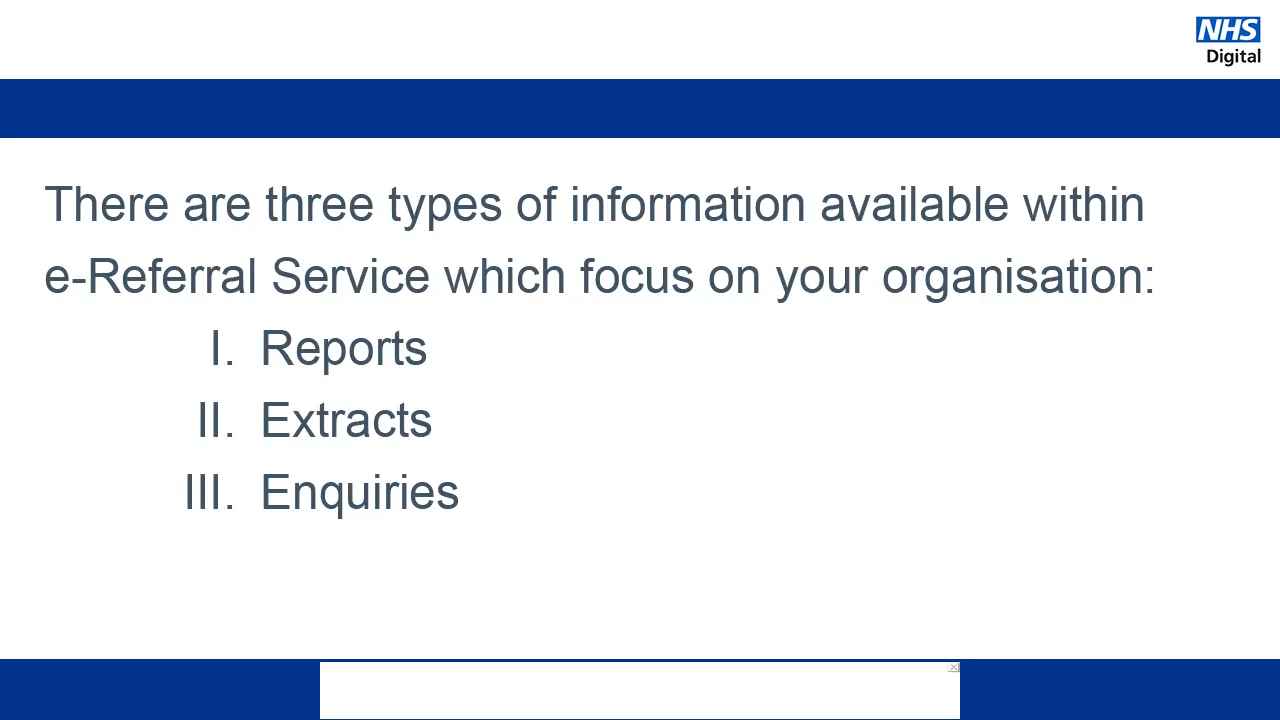 NHS
Digital
There are three types of information available within
e-Referral Service which focus on your organisation:
I. Reports
II. Extracts
III. Enquiries